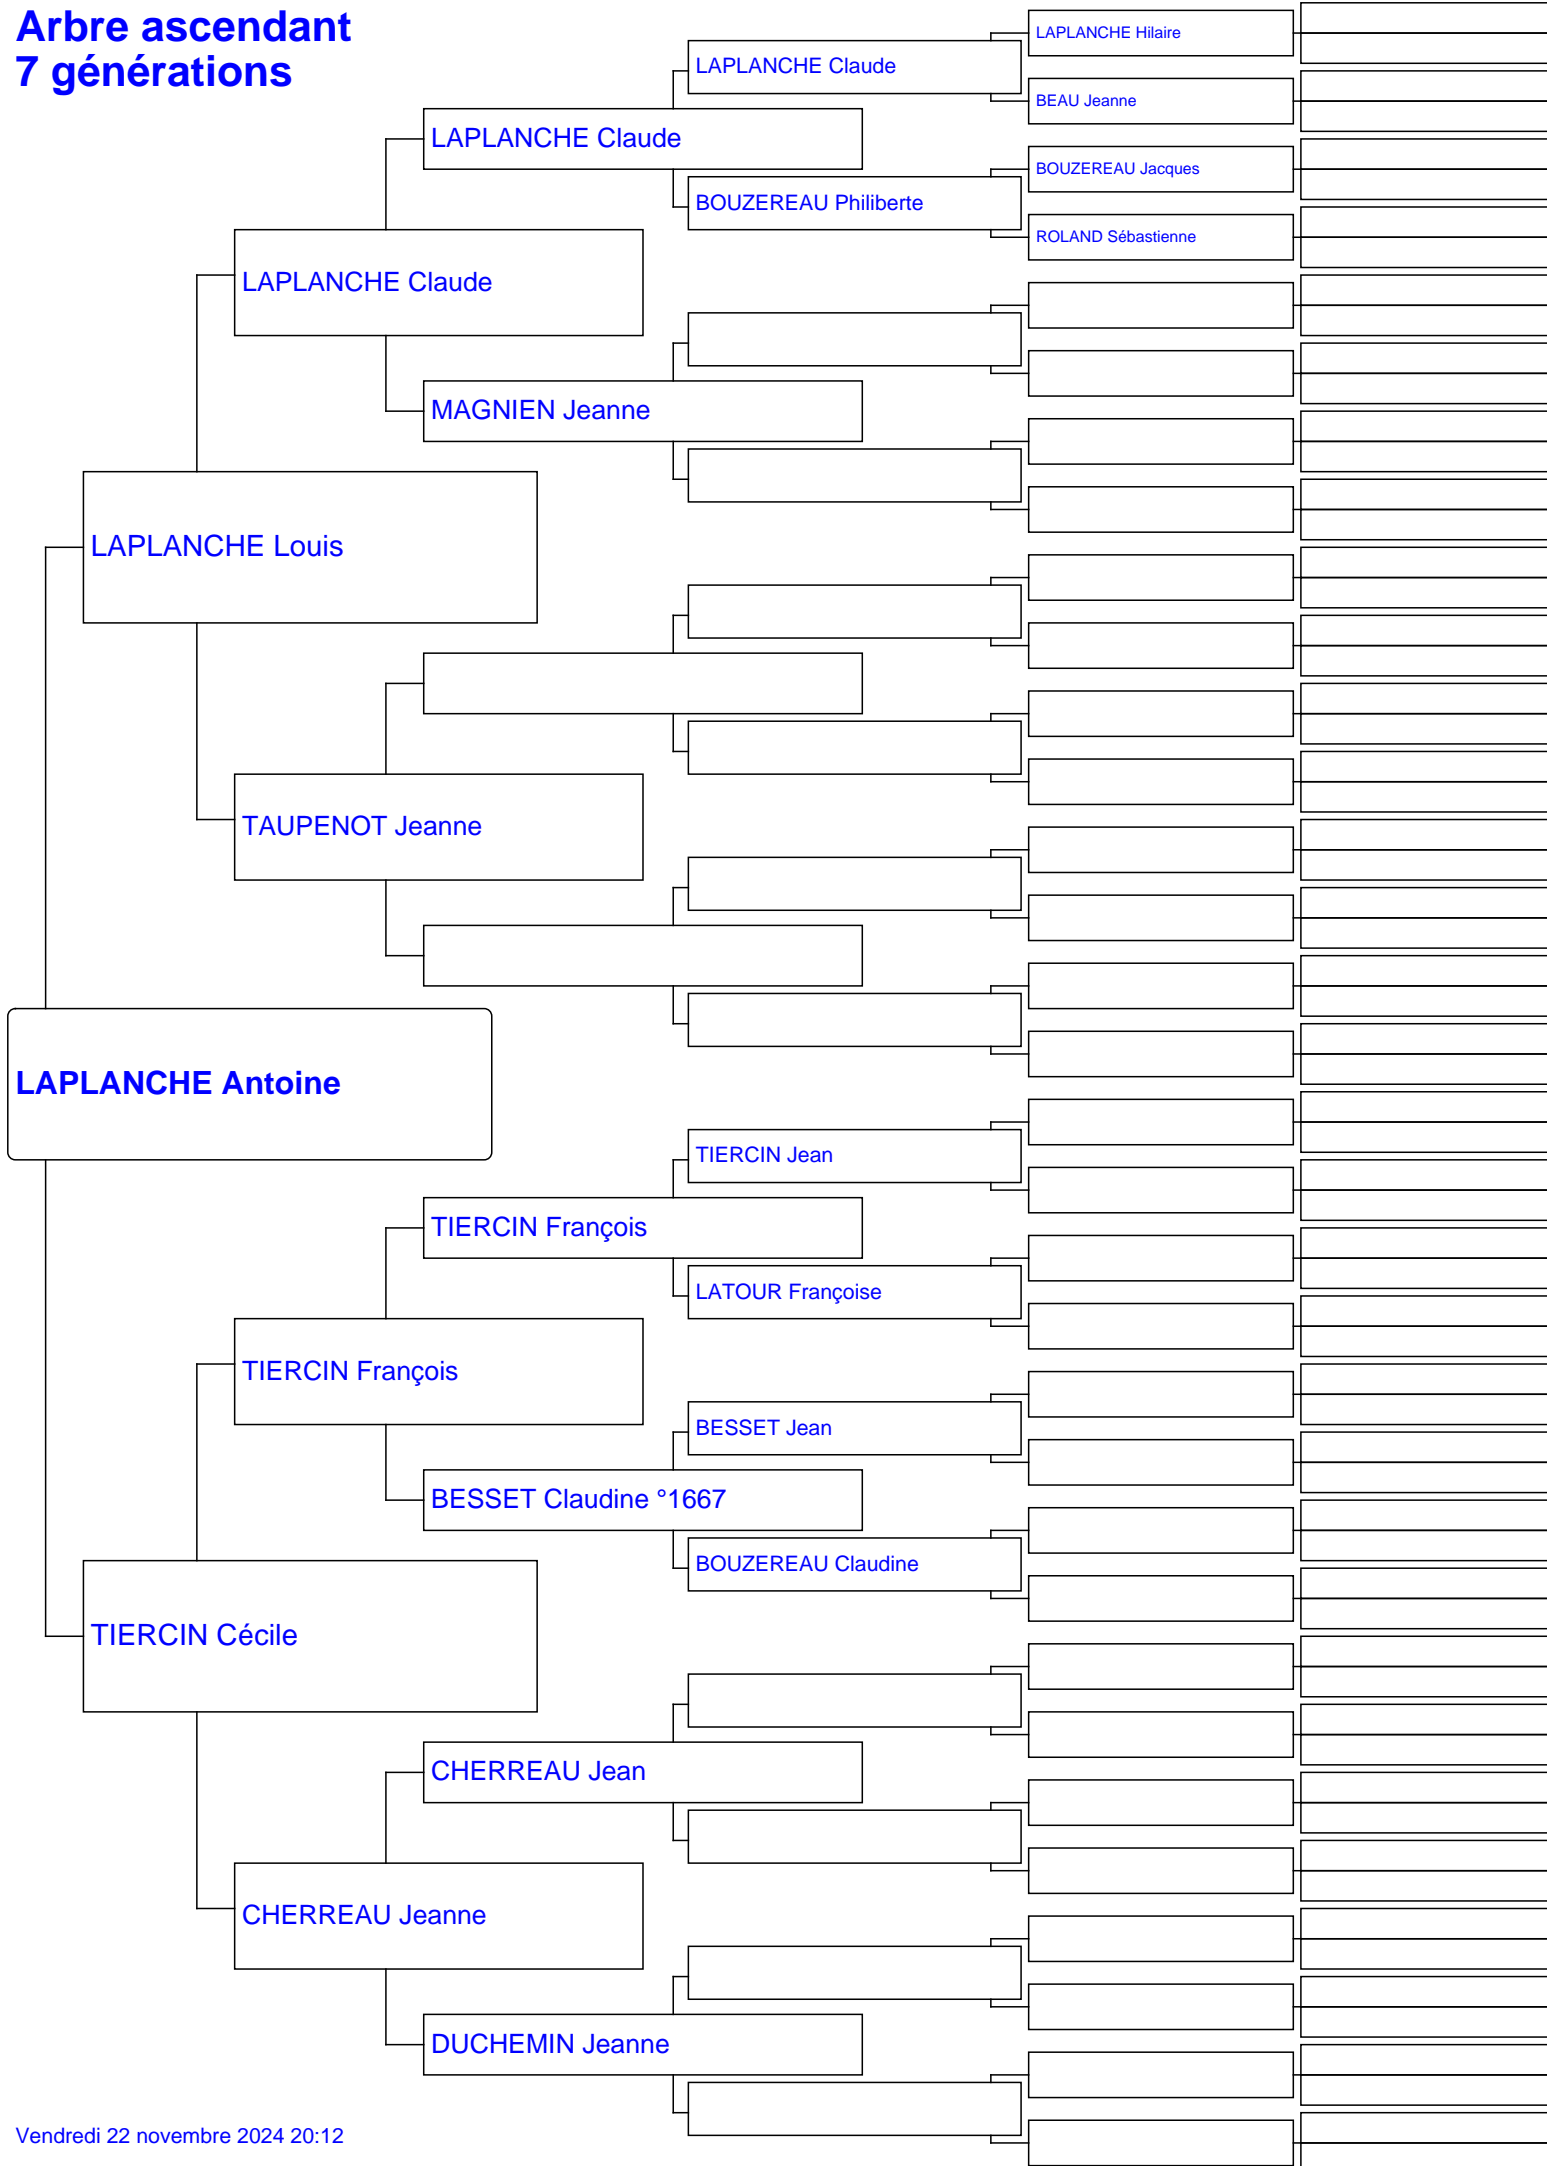 Arbre ascendant
7 générations
LAPLANCHE Hilaire
LAPLANCHE Claude
BEAU Jeanne
LAPLANCHE Claude
BOUZEREAU Jacques
BOUZEREAU Philiberte
ROLAND Sébastienne
LAPLANCHE Claude
MAGNIEN Jeanne
LAPLANCHE Louis
TAUPENOT Jeanne
LAPLANCHE Antoine
TIERCIN Jean
TIERCIN François
LATOUR Françoise
TIERCIN François
BESSET Jean
BESSET Claudine °1667
BOUZEREAU Claudine
TIERCIN Cécile
CHERREAU Jean
CHERREAU Jeanne
DUCHEMIN Jeanne
Vendredi 22 novembre 2024 20:12